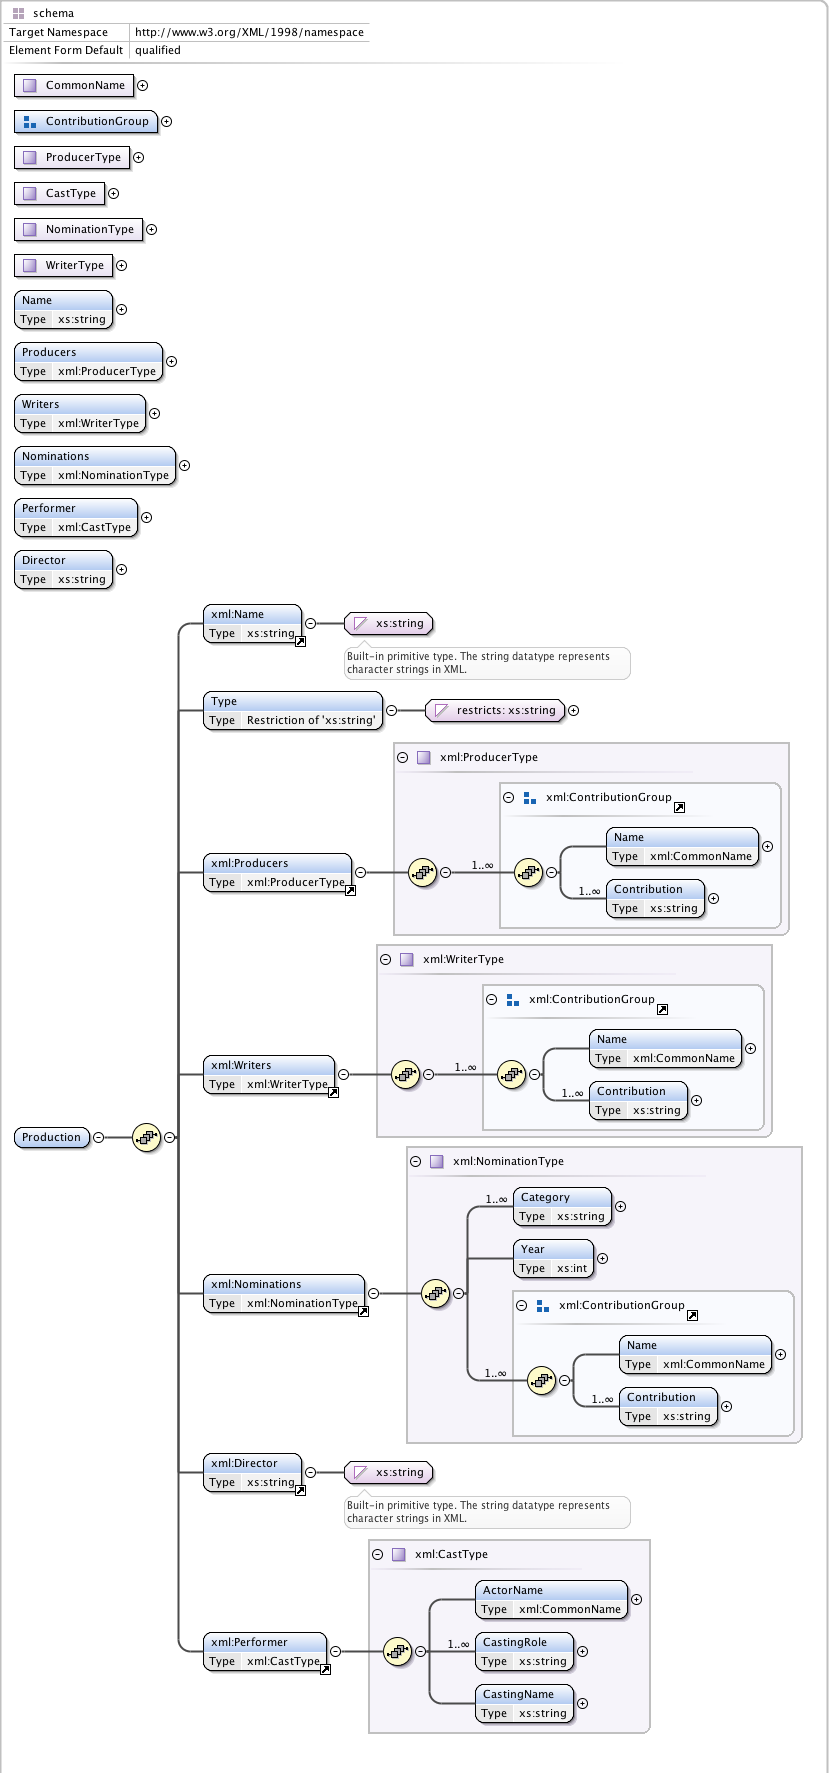 schema
Target Namespace http://www.w3.org/XML/1998/namespace
Element Form Default qualified
CommonName
ContributionGroup
ProducerType
CastType
NominationType
WriterType
Name
Type xs:string
Producers
Type xml:ProducerType
Writers
Type xml:WriterType
Nominations
Type xml:NominationType
Performer
Type xml:CastType
Director
Type xs:string
xml:Name
Type xs:string
xs:string
Built-in primitive type. The string datatype represents
character strings in XML.
Type
Type Restriction of 'xs:string'
restricts: xs:string
xml:ProducerType
xml:ContributionGroup
Name
Type xml:CommonName
xml:Producers
Type xml:ProducerType
1..∞
1..∞
Contribution
Type xs:string
xml:WriterType
xml:ContributionGroup
Name
Type xml:CommonName
xml:Writers
Type xml:WriterType
1..∞
1..∞
Contribution
Type xs:string
Production
xml:NominationType
1..∞
Category
Type xs:string
Year
Type xs:int
xml:Nominations
Type xml:NominationType
xml:ContributionGroup
Name
Type xml:CommonName
1..∞
1..∞
Contribution
Type xs:string
xml:Director
Type xs:string
xs:string
Built-in primitive type. The string datatype represents
character strings in XML.
xml:CastType
ActorName
Type xml:CommonName
xml:Performer
Type xml:CastType
1..∞
CastingRole
Type xs:string
CastingName
Type xs:string